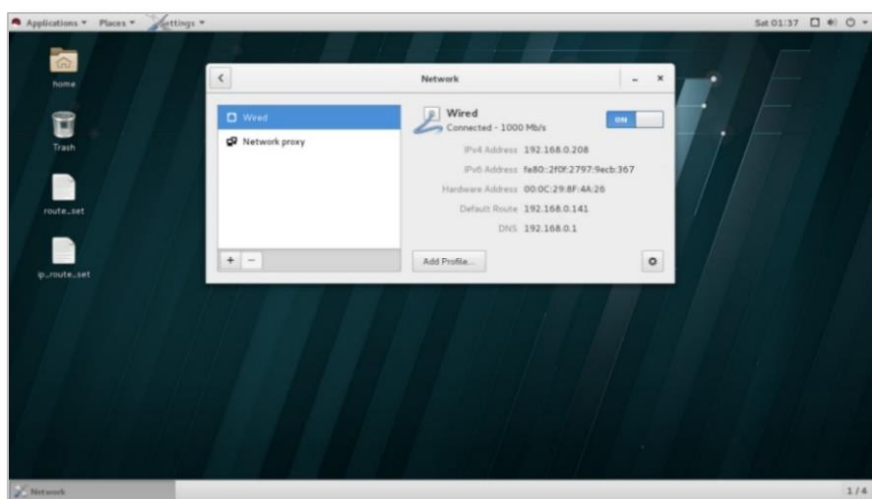 Applications Places Settings Sat 01:37
home
Trash
route_set
ip_route_set
Network
Wired
Network proxy
Wired
Connected - 1000 Mb/s
ON
IPv4 Address 192.168.0.208
IPv6 Address fe80::2f0f:2797:9ecb:367
Hardware Address 00:0C:29:8F:4A:26
Default Route 192.168.0.141
DNS 192.168.0.1
+ −
Add Profile...
Network 1 / 4